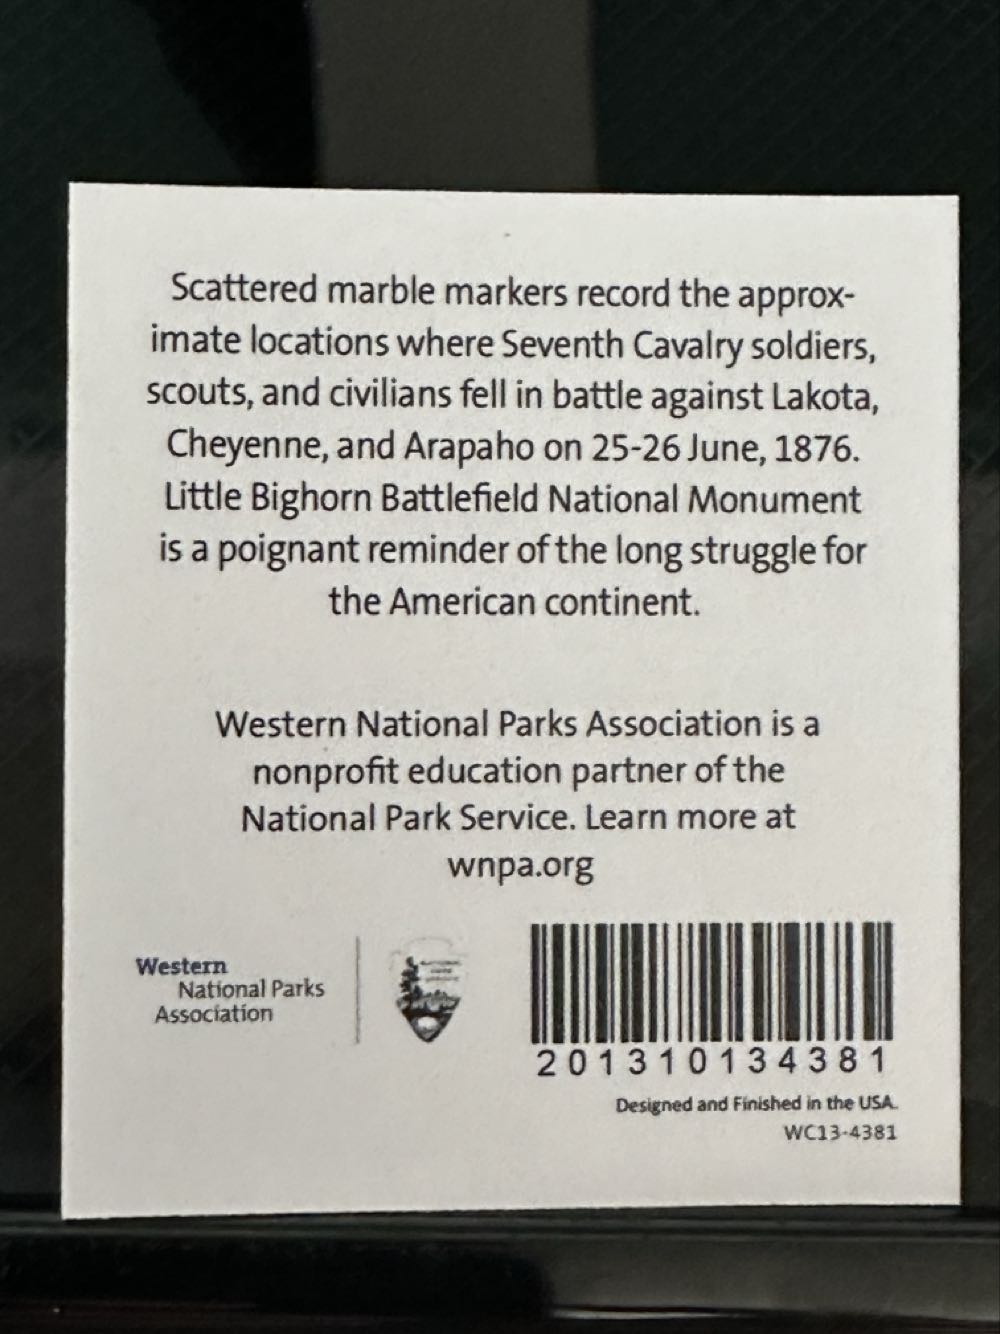 Scattered marble markers record the approx-
imate locations where Seventh Cavalry soldiers,
scouts, and civilians fell in battle against Lakota,
Cheyenne, and Arapaho on 25-26 June, 1876.
Little Bighorn Battlefield National Monument
is a poignant reminder of the long struggle for
the American continent.
Western National Parks Association is a
nonprofit education partner of the
National Park Service. Learn more at
wnpa.org
Western
National Parks
Association
201310134381
Designed and Finished in the USA.
WC13-4381